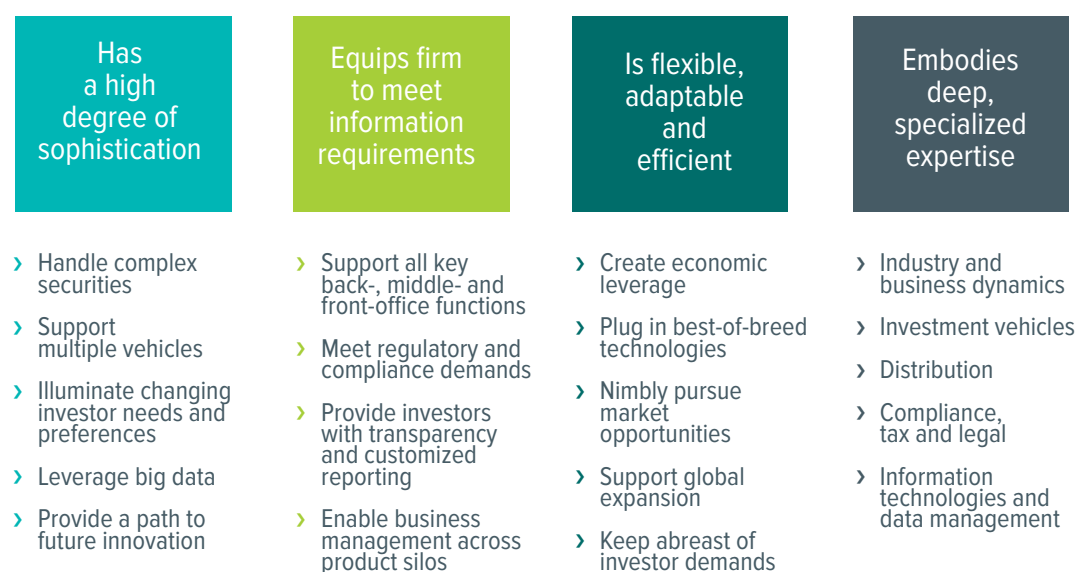 Has
a high
degree of
sophistication
Handle complex
securities
Support
multiple vehicles
Illuminate changing
investor needs and
preferences
Leverage big data
Provide a path to
future innovation
Equips firm
to meet
information
requirements
Support all key
back-, middle- and
front-office functions
Meet regulatory and
compliance demands
Provide investors
with transparency
and customized
reporting
Enable business
management across
product silos
Is flexible,
adaptable
and
efficient
Create economic
leverage
Plug in best-of-breed
technologies
Nimbly pursue
market
opportunities
Support global
expansion
Keep abreast of
investor demands
Embodies
deep,
specialized
expertise
Industry and
business dynamics
Investment vehicles
Distribution
Compliance,
tax and legal
Information
technologies and
data management